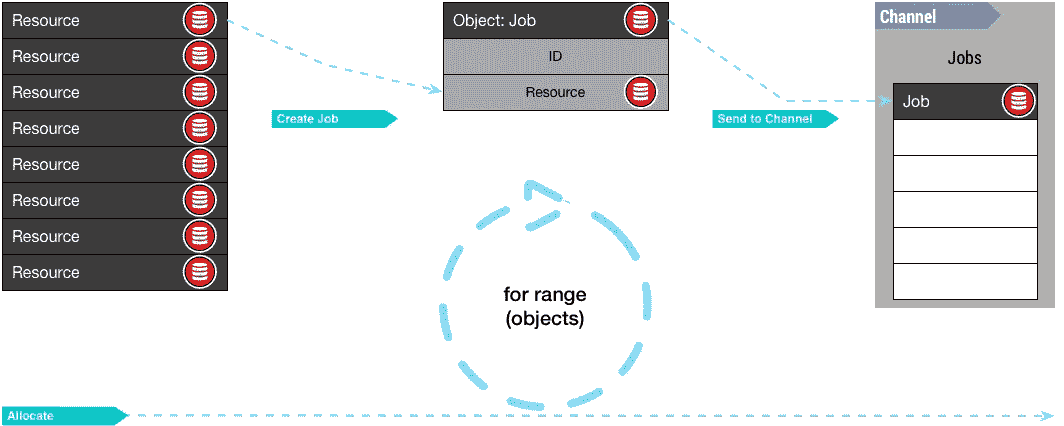 Resource
Resource
Resource
Resource
Resource
Resource
Resource
Resource
Create Job
Object: Job
ID
Resource
Send to Channel
Channel
Jobs
Job
for range
(objects)
Allocate